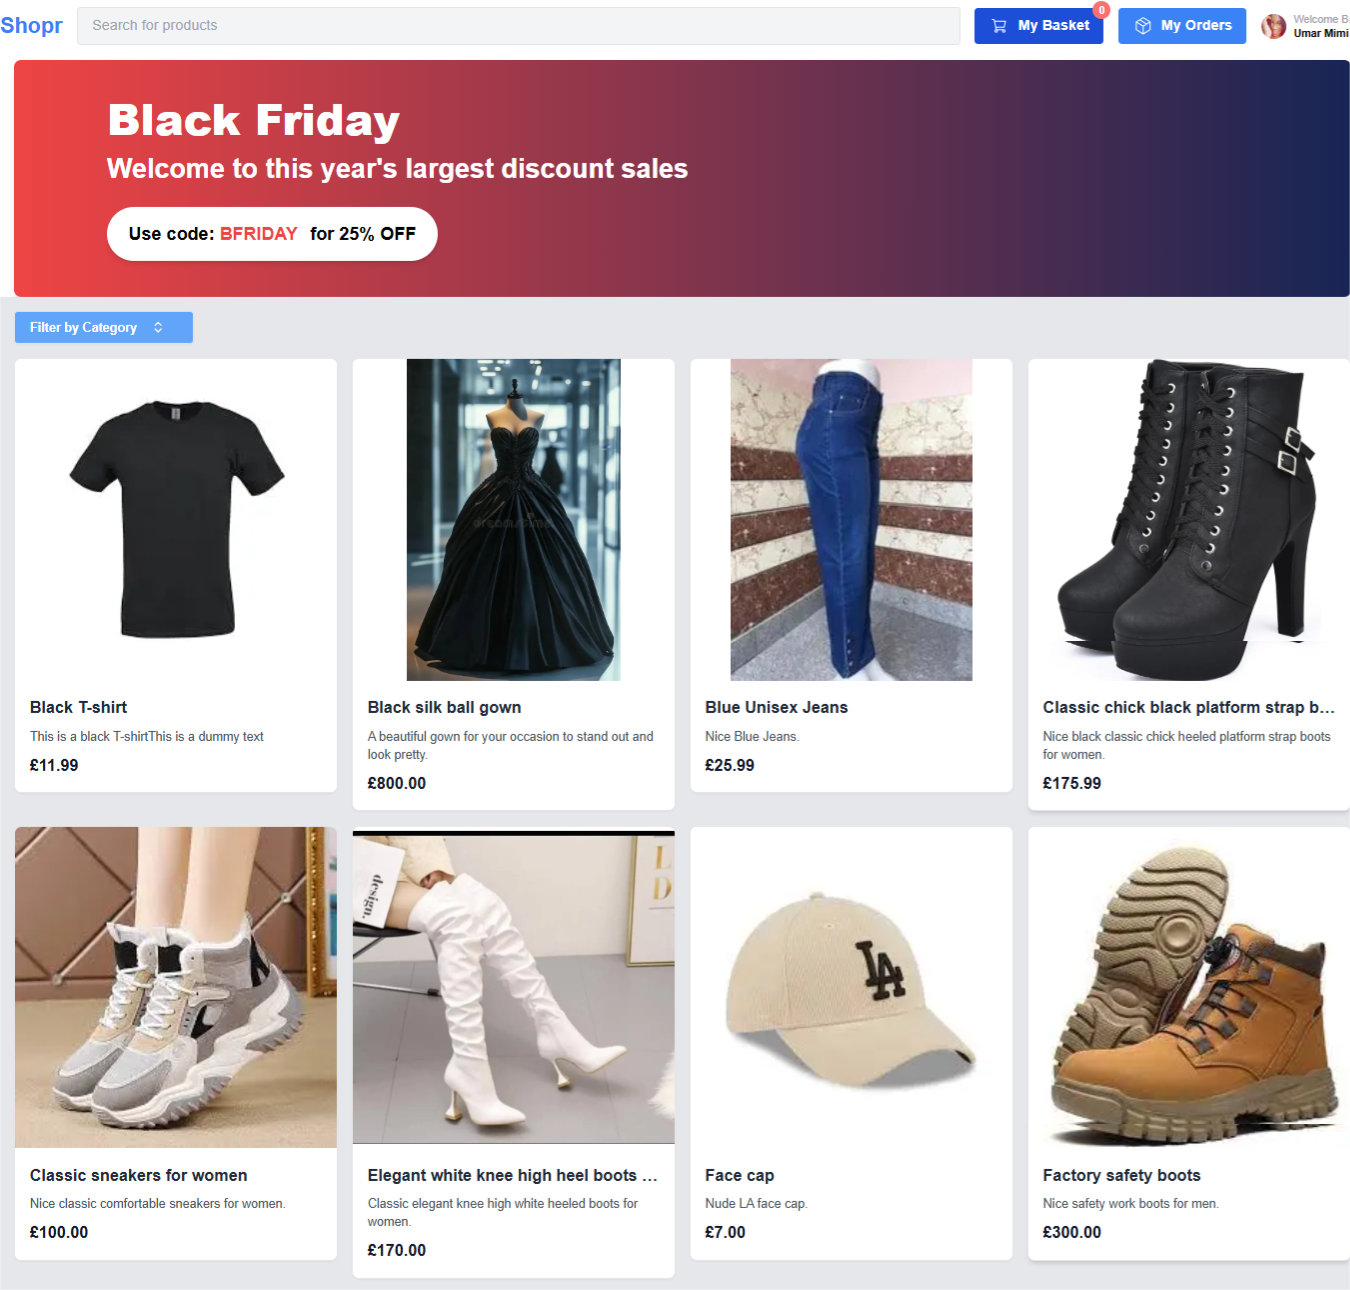 Shopr
Search for products
My Basket
0
My Orders
Welcome B
Umar Mimi
Black Friday
Welcome to this year's largest discount sales
Use code: BFRIDAY for 25% OFF
Filter by Category
dreamstime
Black T-shirt
This is a black T-shirtThis is a dummy text
£11.99
Black silk ball gown
A beautiful gown for your occasion to stand out and
look pretty.
£800.00
Blue Unisex Jeans
Nice Blue Jeans.
£25.99
Classic chick black platform strap b...
Nice black classic chick heeled platform strap boots
for women.
£175.99
design.
L
D
LA
Classic sneakers for women
Nice classic comfortable sneakers for women.
£100.00
Elegant white knee high heel boots ...
Classic elegant knee high white heeled boots for
women.
£170.00
Face cap
Nude LA face cap.
£7.00
Factory safety boots
Nice safety work boots for men.
£300.00